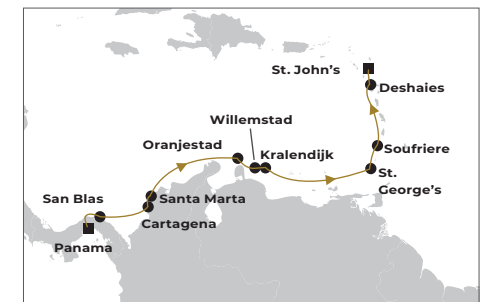 St. John's
Deshaies
Willemstad
Oranjestad
Kralendijk
Soufriere
St.
George's
San Blas
Santa Marta
Cartagena
Panama